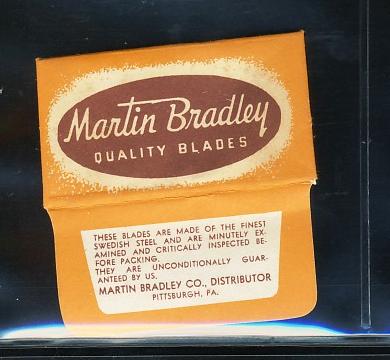 Martin Bradley
QUALITY BLADES
THESE BLADES ARE MADE OF THE FINEST
SWEDISH STEEL AND ARE MINUTELY EX-
AMINED AND CRITICALLY INSPECTED BE-
FORE PACKING.
THEY ARE UNCONDITIONALLY GUAR-
ANTEED BY US.
MARTIN BRADLEY CO., DISTRIBUTOR
PITTSBURGH, PA.